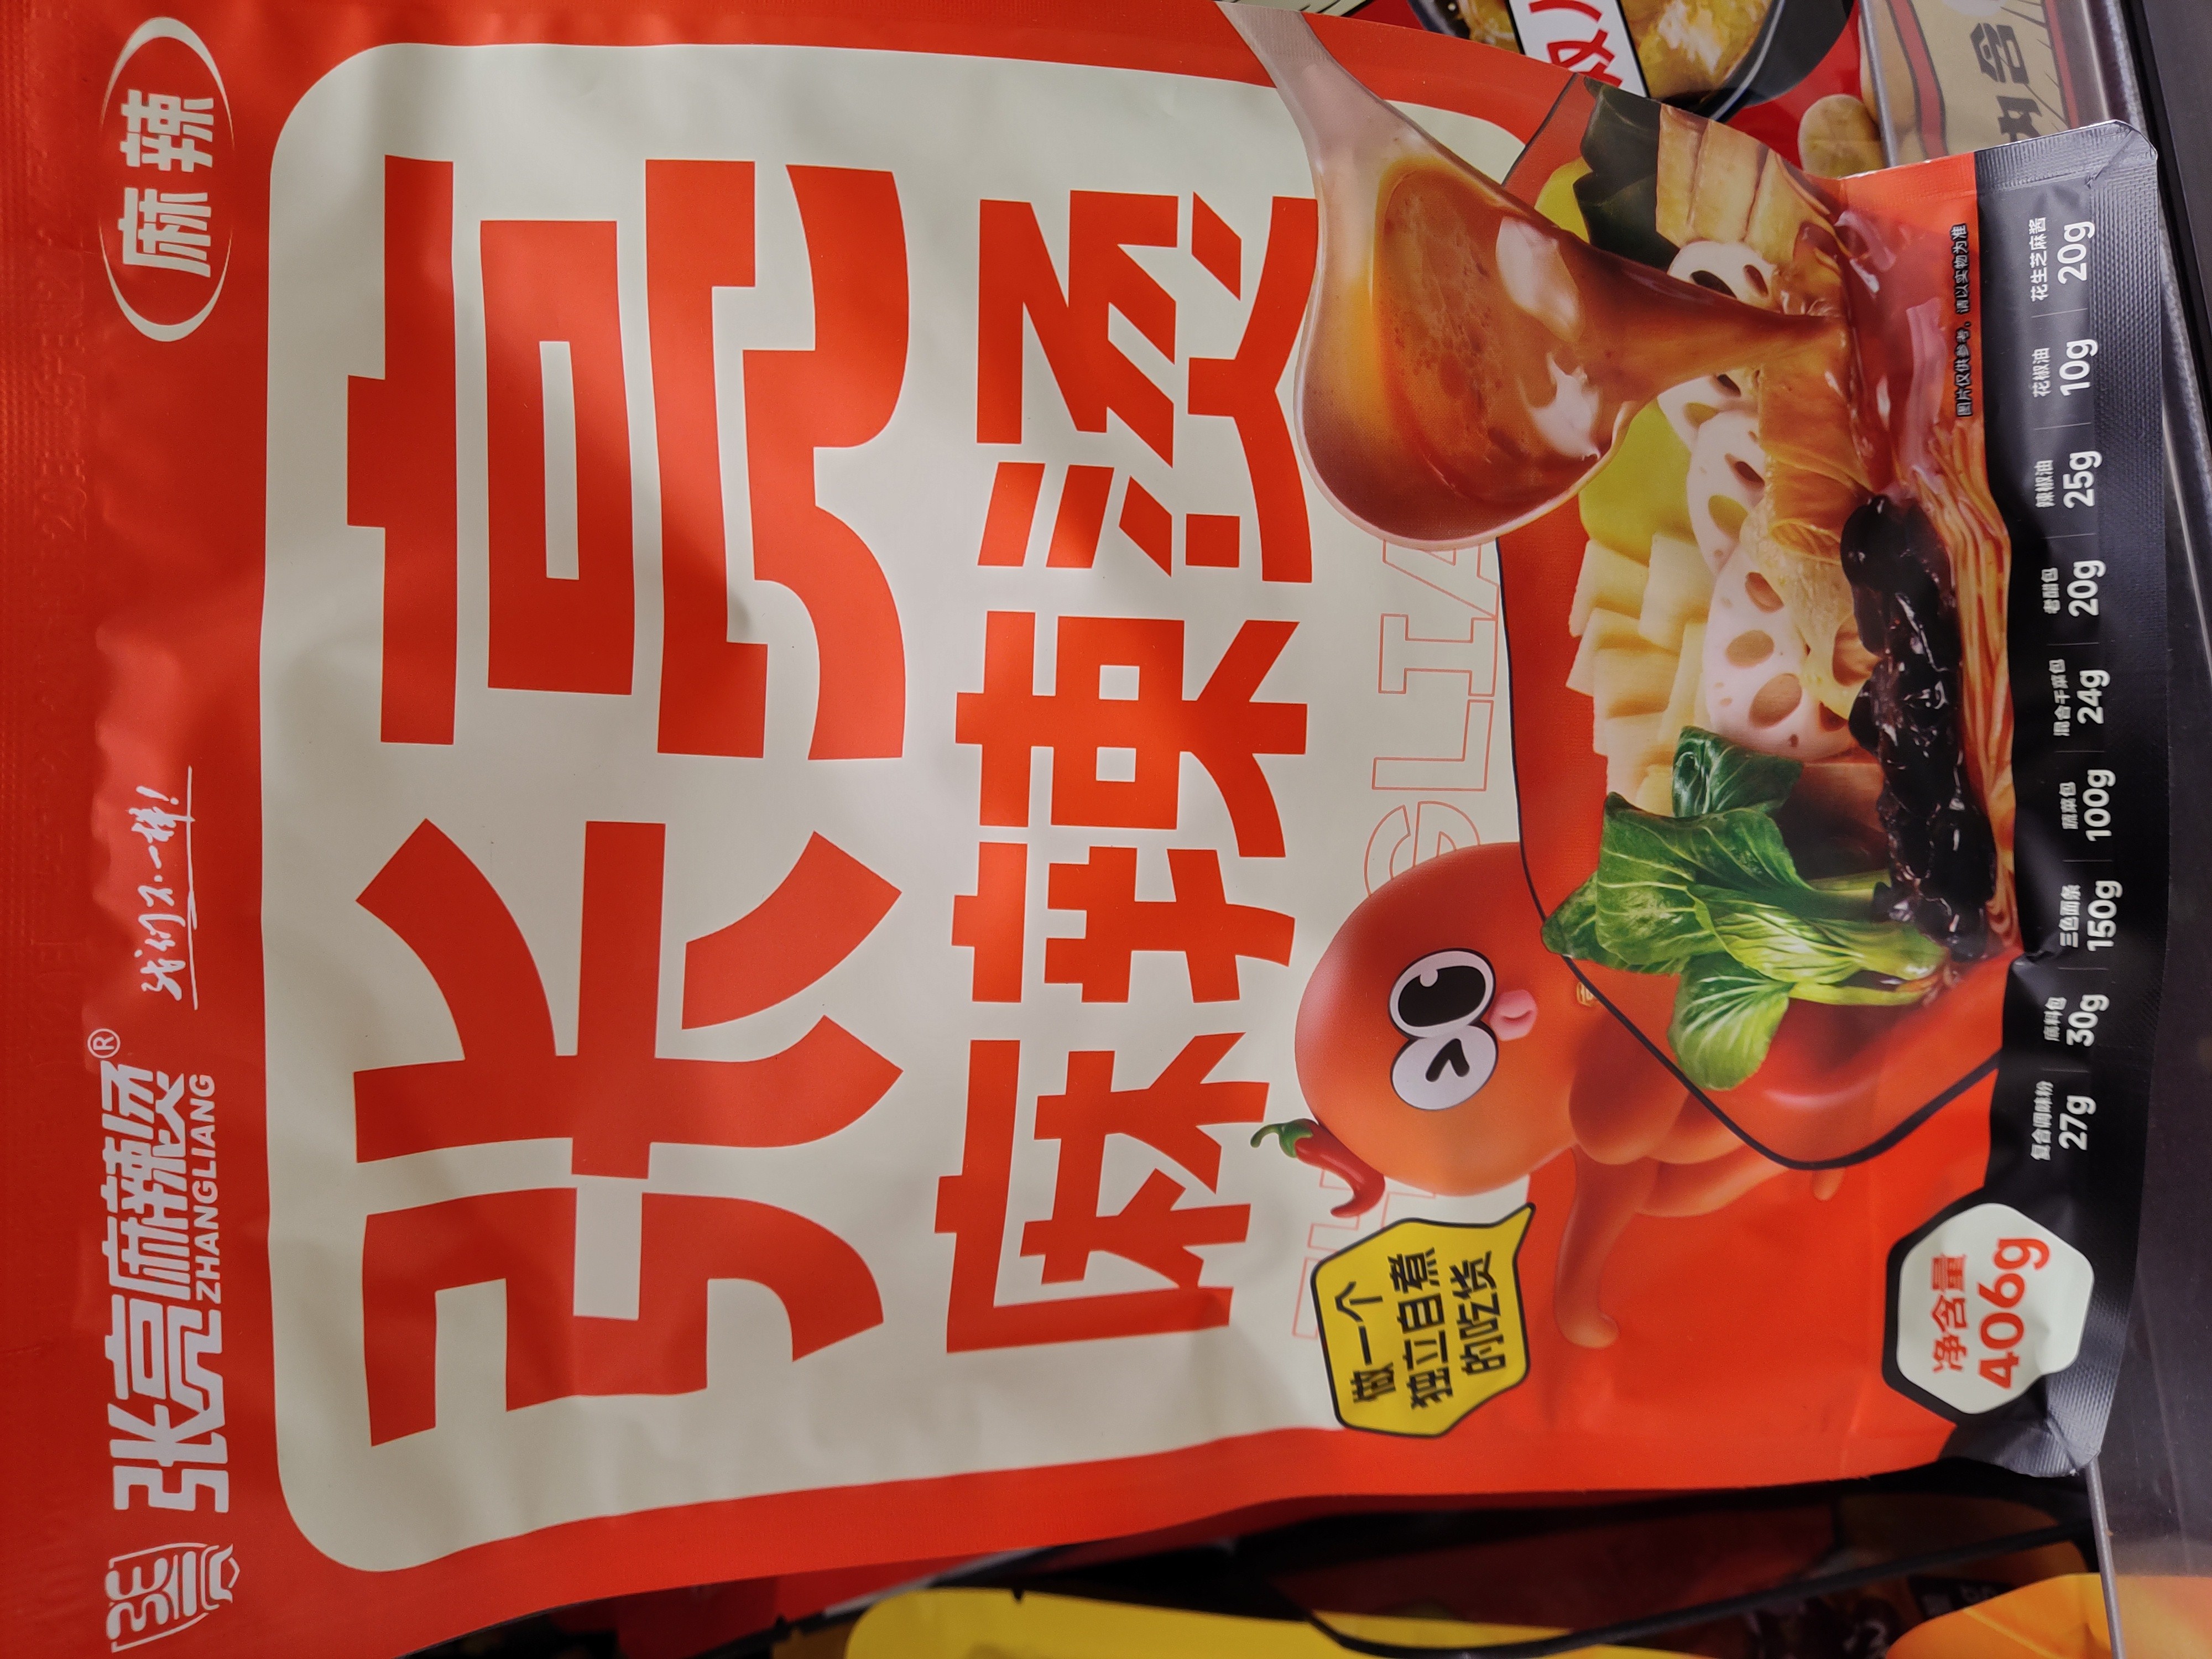 张亮麻辣烫®
ZHANGLIANG
我们不一样!
麻辣
张亮
麻辣烫
GLIA
做一个
独立自煮
的吃货
图片仅供参考，请以实物为准
净含量
406g
复合调味粉 底料包 三色面条 蔬菜包 混合干菜包 老醋包 辣椒油 花椒油 花生芝麻酱
27g 30g 150g 100g 24g 20g 25g 10g 20g